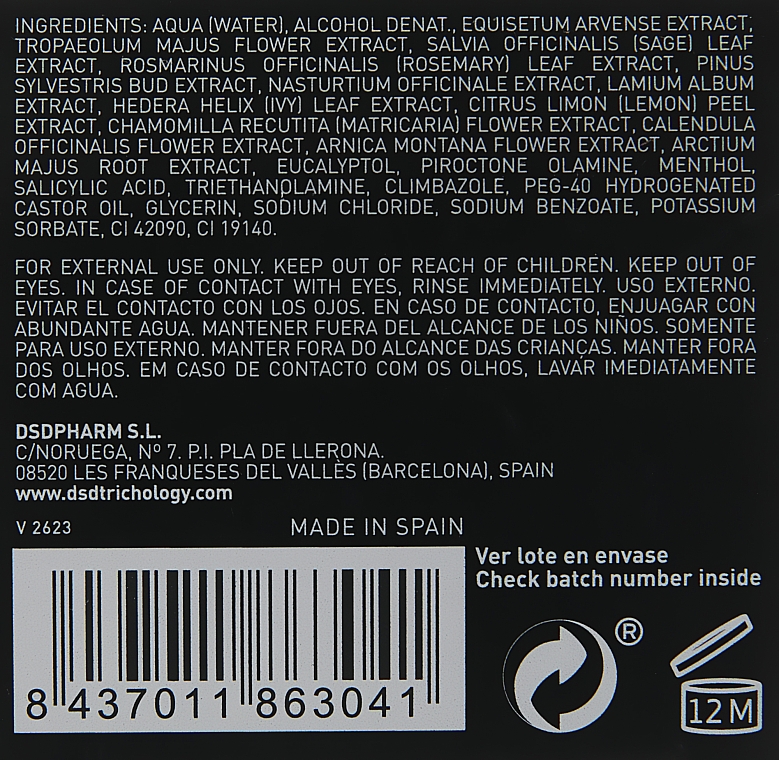 INGREDIENTS: AQUA (WATER), ALCOHOL DENAT., EQUISETUM ARVENSE EXTRACT,
TROPAEOLUM MAJUS FLOWER EXTRACT, SALVIA OFFICINALIS (SAGE) LEAF
EXTRACT, ROSMARINUS OFFICINALIS (ROSEMARY) LEAF EXTRACT, PINUS
SYLVESTRIS BUD EXTRACT, NASTURTIUM OFFICINALE EXTRACT, LAMIUM ALBUM
EXTRACT, HEDERA HELIX (IVY) LEAF EXTRACT, CITRUS LIMON (LEMON) PEEL
EXTRACT, CHAMOMILLA RECUTITA (MATRICARIA) FLOWER EXTRACT, CALENDULA
OFFICINALIS FLOWER EXTRACT, ARNICA MONTANA FLOWER EXTRACT, ARCTIUM
MAJUS ROOT EXTRACT, EUCALYPTOL, PIROCTONE OLAMINE, MENTHOL,
SALICYLIC ACID, TRIETHANOLAMINE, CLIMBAZOLE, PEG-40 HYDROGENATED
CASTOR OIL, GLYCERIN, SODIUM CHLORIDE, SODIUM BENZOATE, POTASSIUM
SORBATE, CI 42090, CI 19140.
FOR EXTERNAL USE ONLY. KEEP OUT OF REACH OF CHILDREN. KEEP OUT OF
EYES. IN CASE OF CONTACT WITH EYES, RINSE IMMEDIATELY. USO EXTERNO.
EVITAR EL CONTACTO CON LOS OJOS. EN CASO DE CONTACTO, ENJUAGAR CON
ABUNDANTE AGUA. MANTENER FUERA DEL ALCANCE DE LOS NIÑOS. SOMENTE
PARA USO EXTERNO. MANTER FORA DO ALCANCE DAS CRIANÇAS. MANTER FORA
DOS OLHOS. EM CASO DE CONTACTO COM OS OLHOS, LAVAR IMEDIATAMENTE
COM AGUA.
DSDPHARM S.L.
C/NORUEGA, Nº 7. P.I. PLA DE LLERONA.
08520 LES FRANQUESES DEL VALLÈS (BARCELONA), SPAIN
www.dsdtrichology.com
V 2623 MADE IN SPAIN
Ver lote en envase
Check batch number inside
8 437011 863041
®
12 M